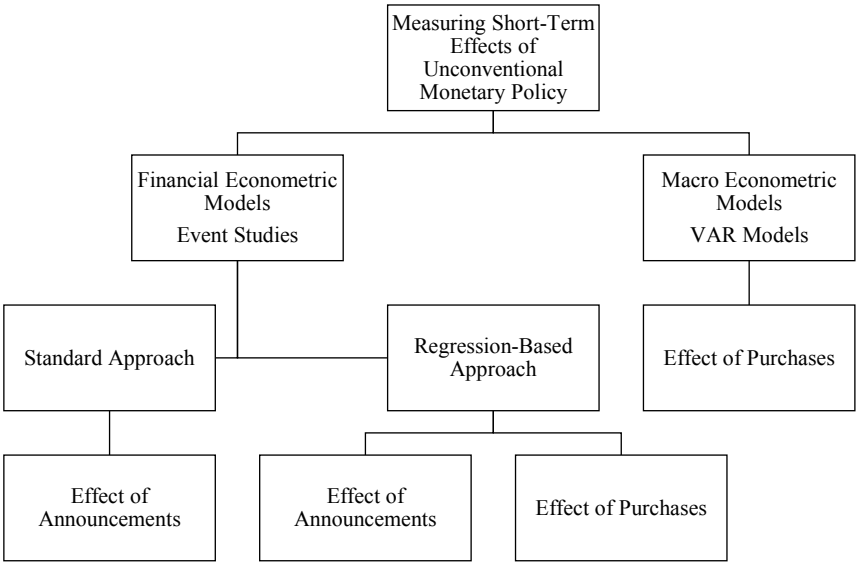 Measuring Short-Term
Effects of
Unconventional
Monetary Policy
Financial Econometric
Models
Event Studies
Macro Econometric
Models
VAR Models
Standard Approach
Regression-Based
Approach
Effect of Purchases
Effect of
Announcements
Effect of
Announcements
Effect of Purchases